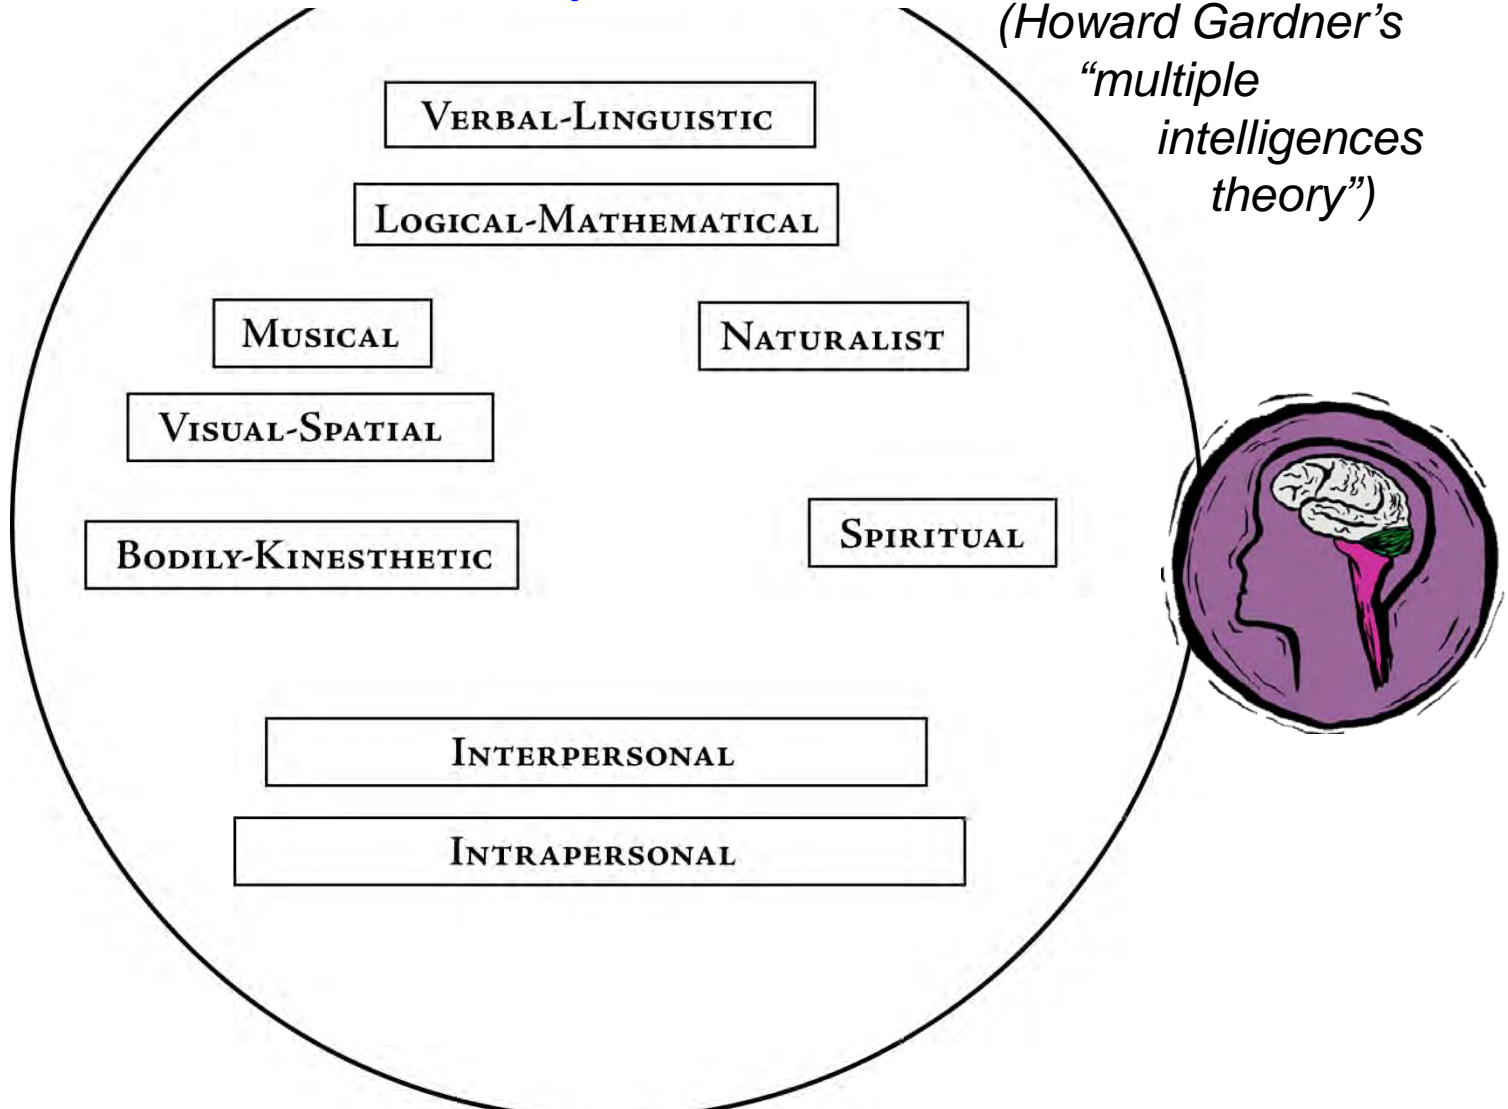 (Howard Gardner’s
“multiple
intelligences
theory”)
Verbal-Linguistic
Logical-Mathematical
Musical
Naturalist
Visual-Spatial
Spiritual
Bodily-Kinesthetic
Interpersonal
Intrapersonal